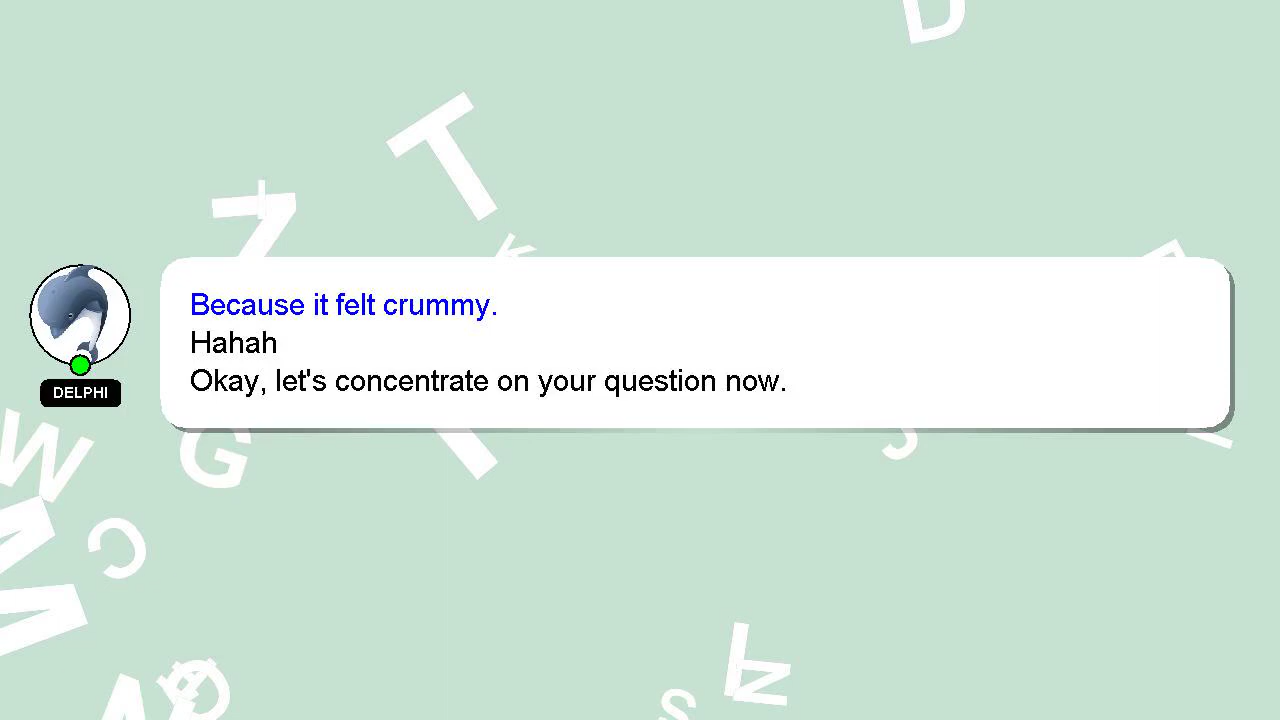 Because it felt crummy.
Hahah
Okay, let's concentrate on your question now.
DELPHI